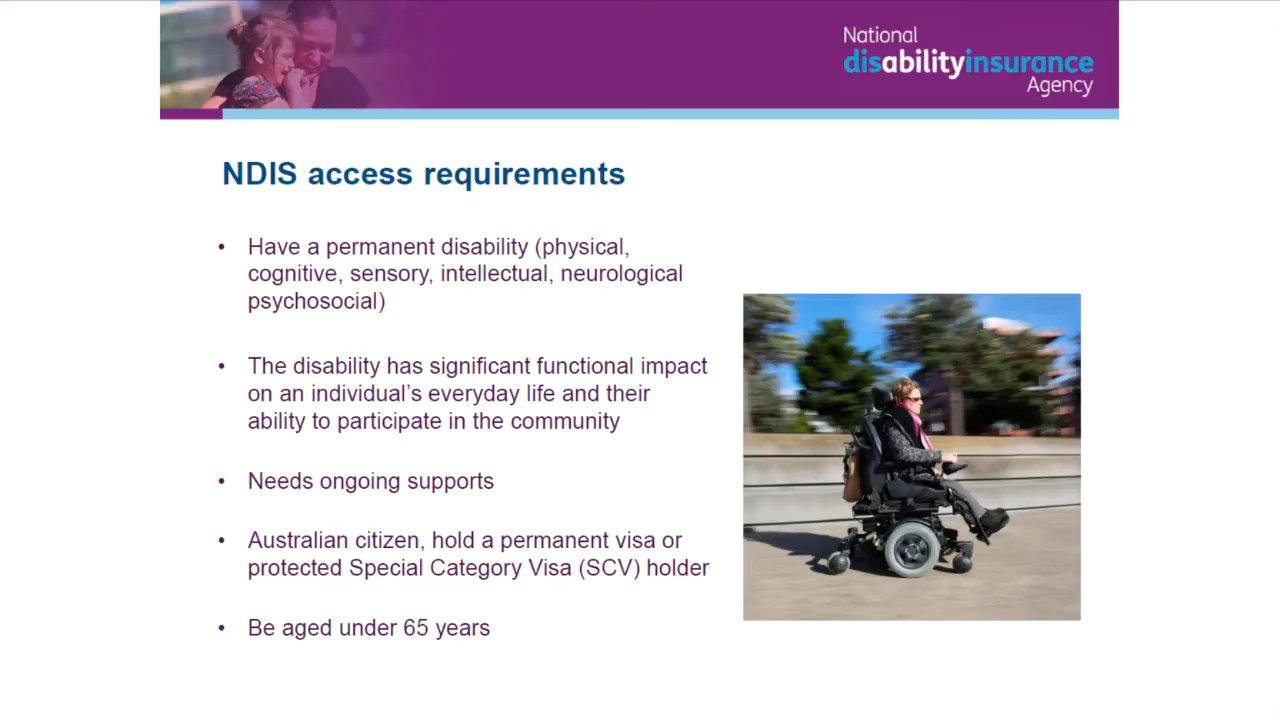 National
disabilityinsurance
Agency
NDIS access requirements
• Have a permanent disability (physical,
cognitive, sensory, intellectual, neurological
psychosocial)
• The disability has significant functional impact
on an individual's everyday life and their
ability to participate in the community
• Needs ongoing supports
• Australian citizen, hold a permanent visa or
protected Special Category Visa (SCV) holder
• Be aged under 65 years